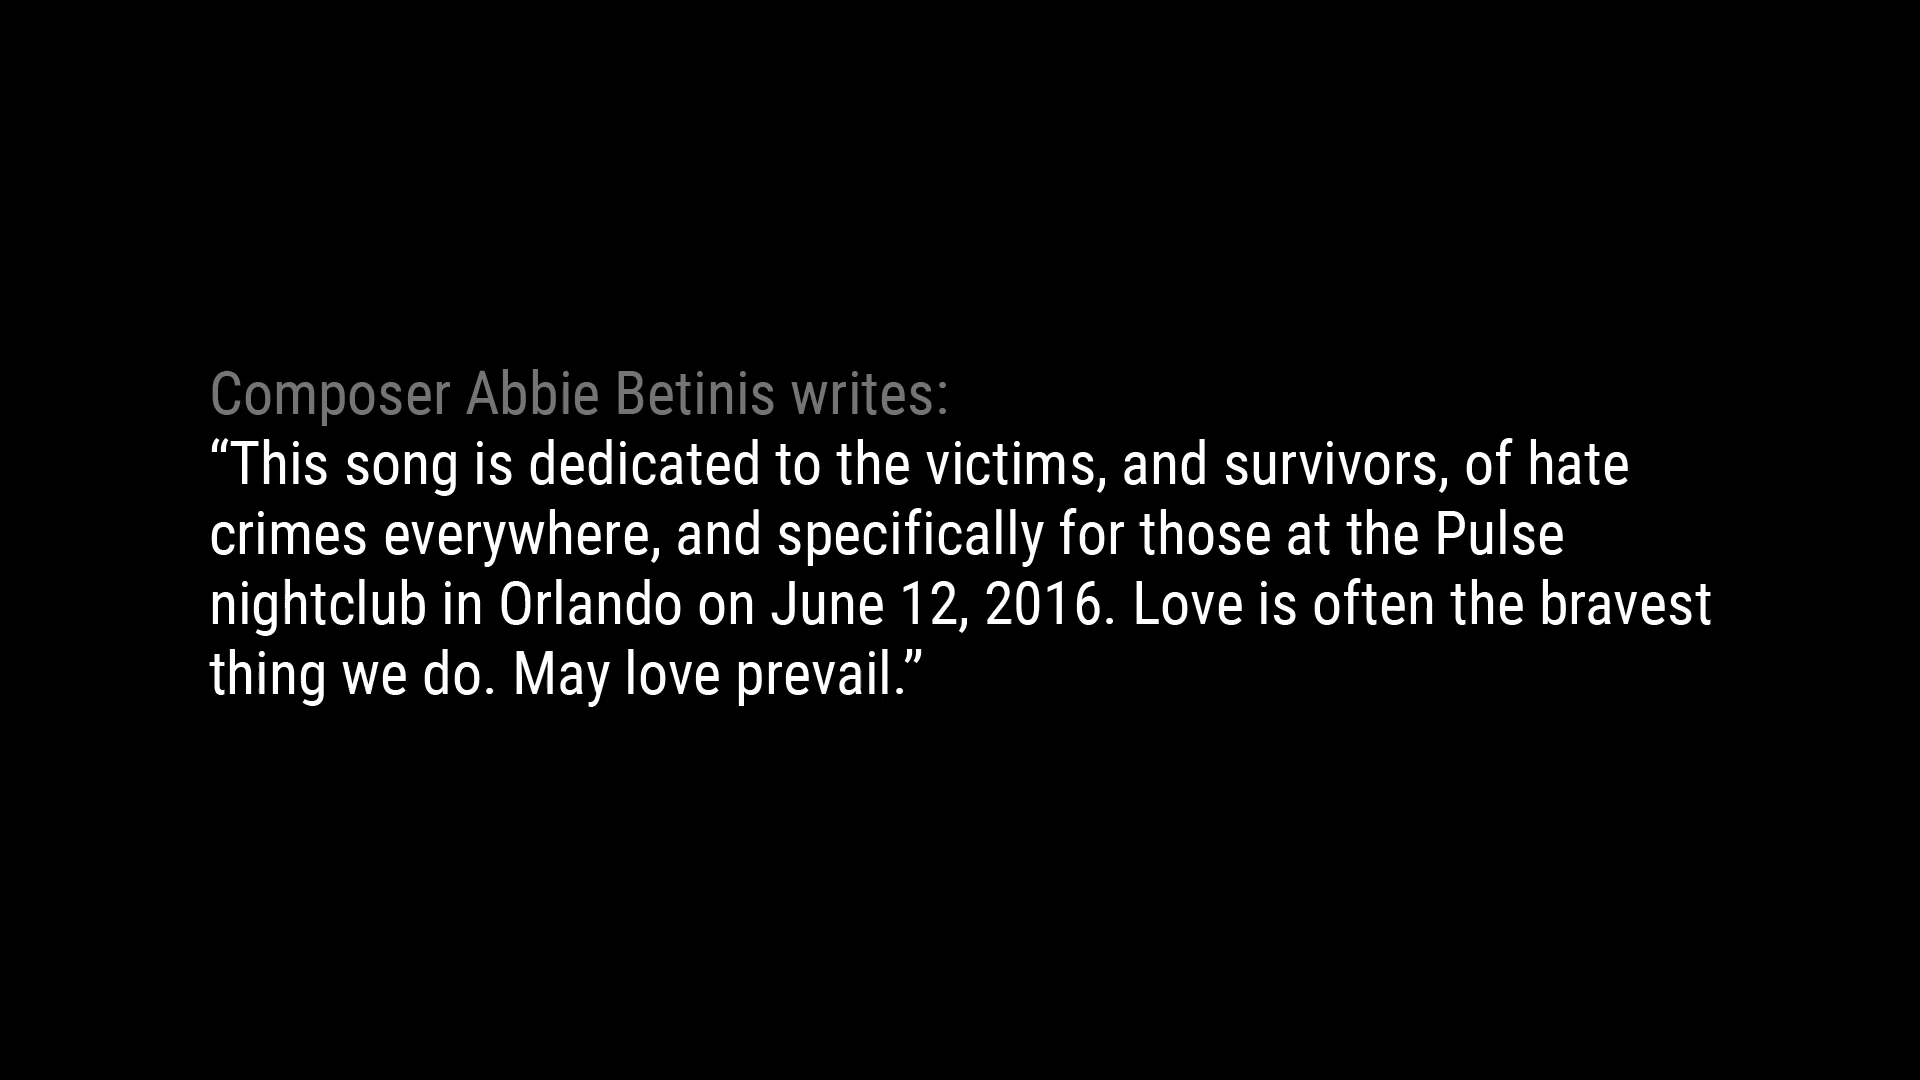 Composer Abbie Betinis writes:
“This song is dedicated to the victims, and survivors, of hate
crimes everywhere, and specifically for those at the Pulse
nightclub in Orlando on June 12, 2016. Love is often the bravest
thing we do. May love prevail.”